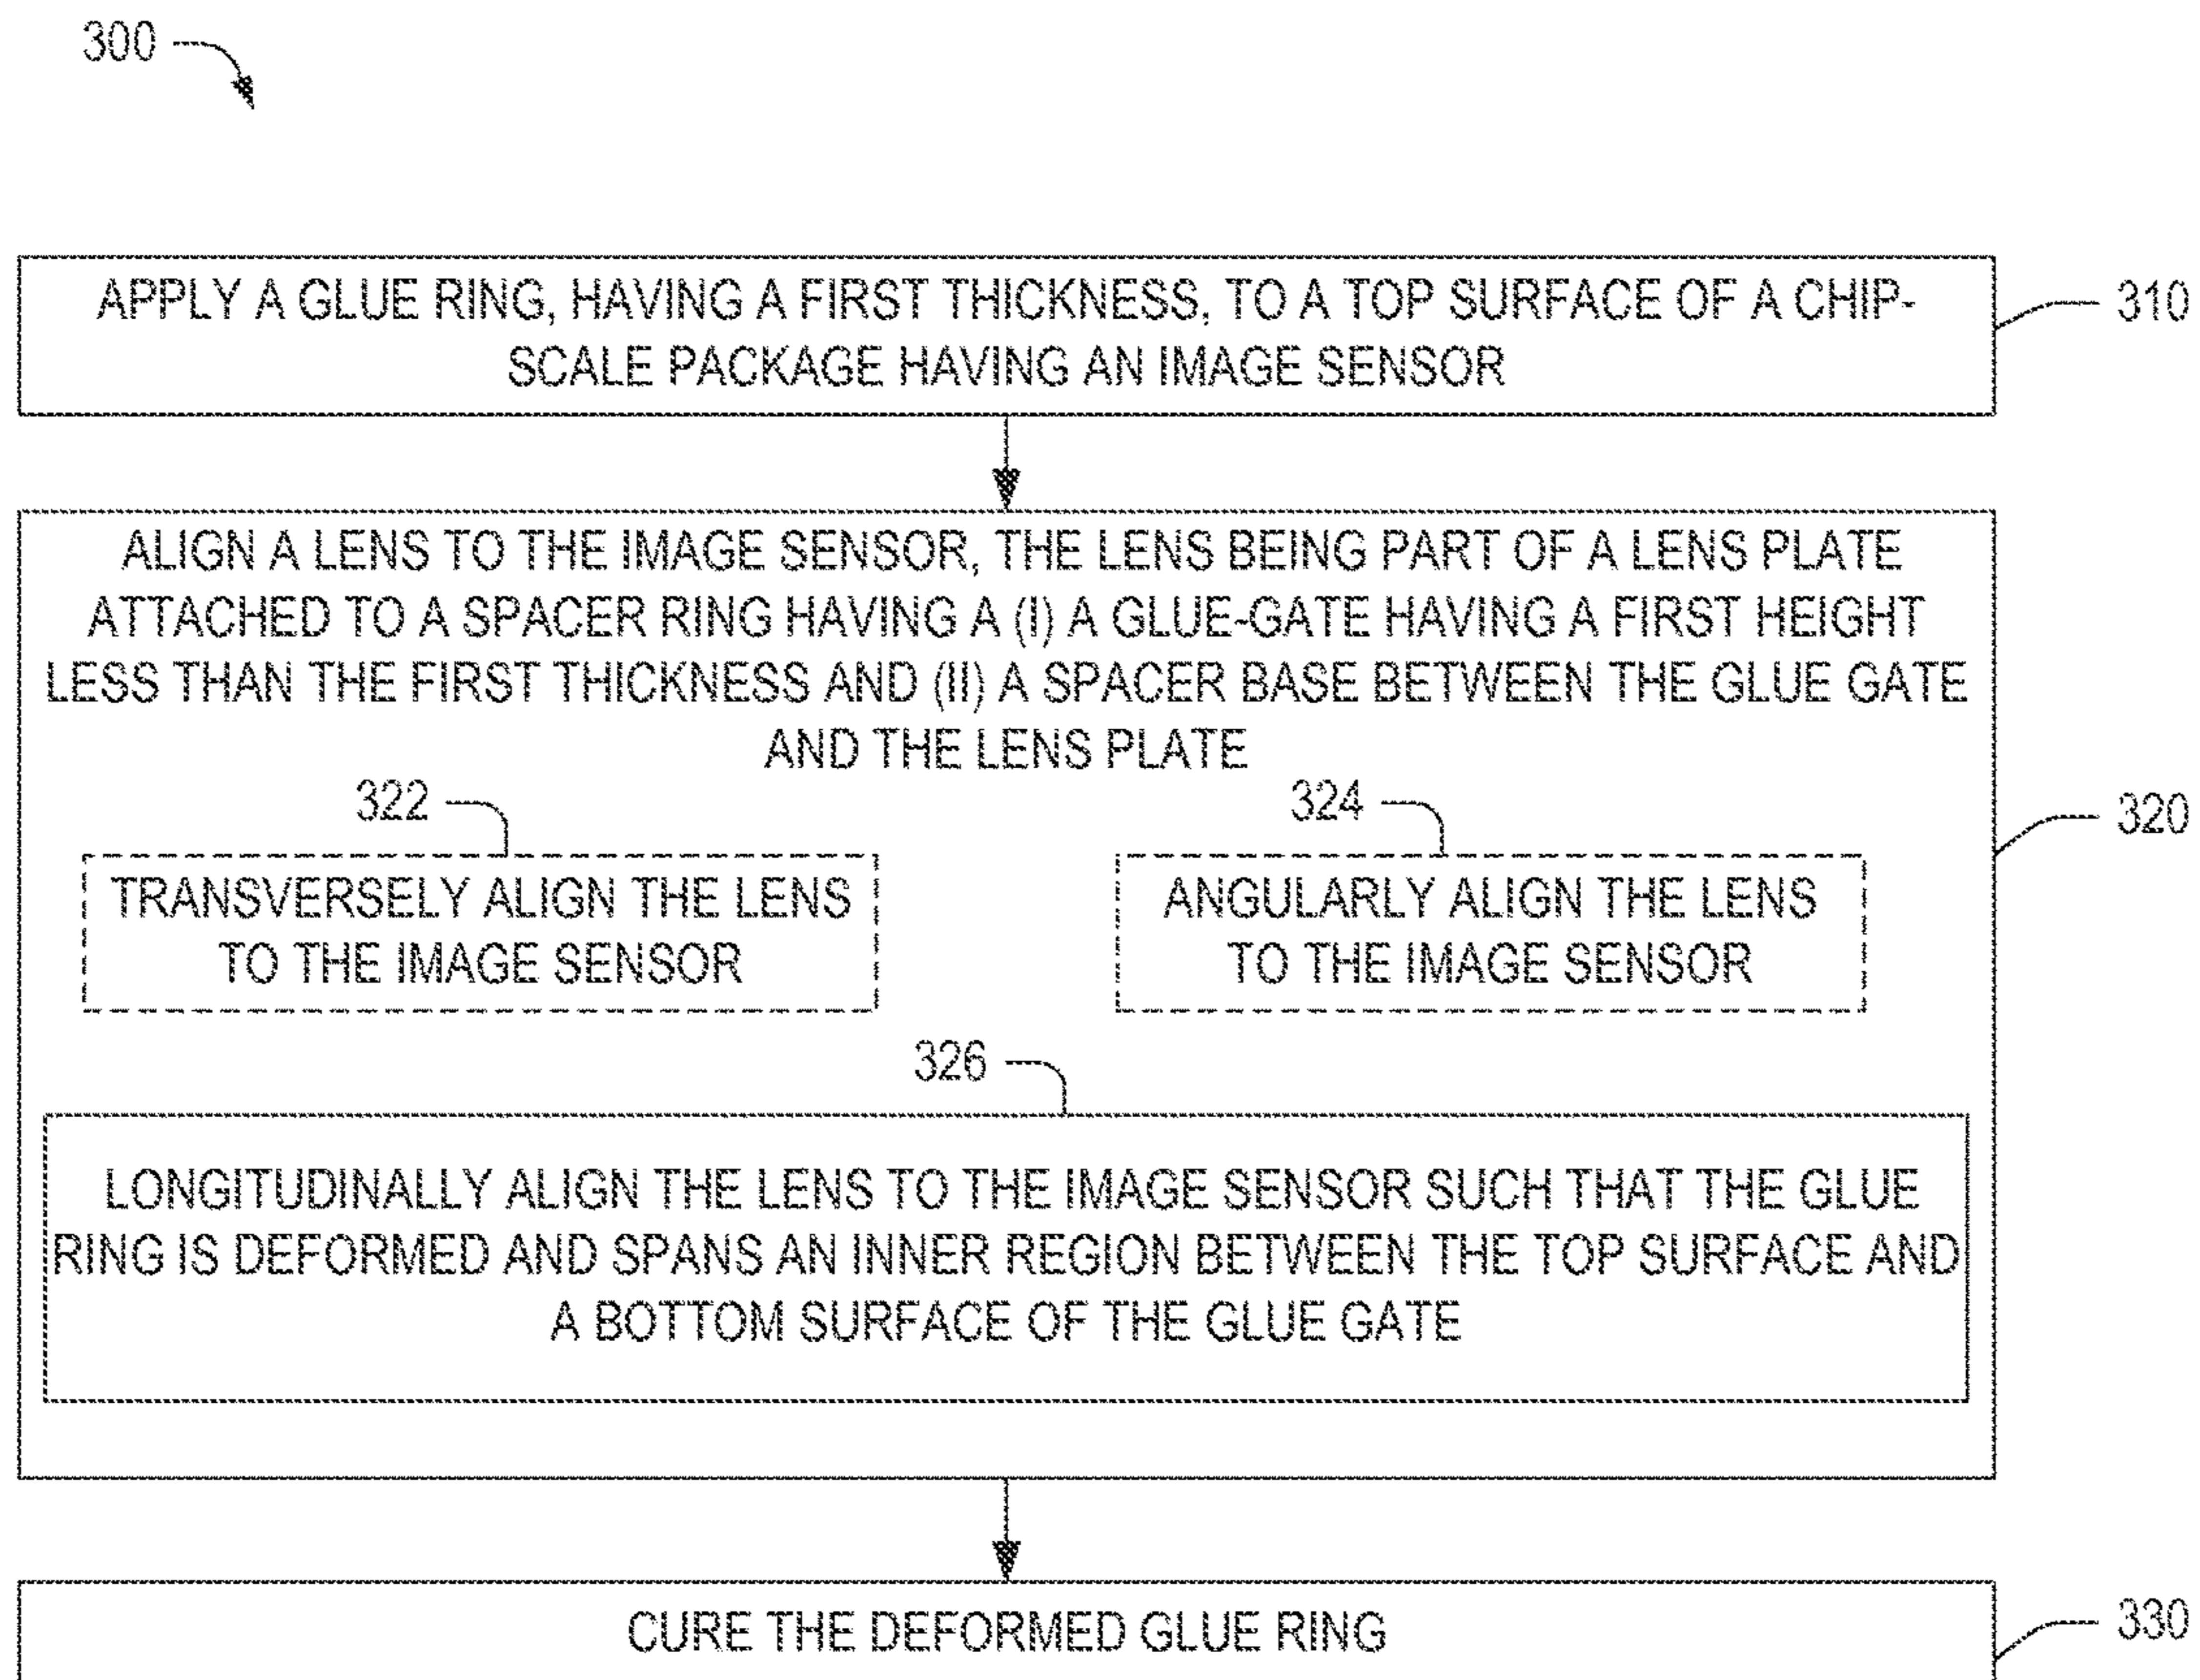 300
APPLY A GLUE RING, HAVING A FIRST THICKNESS, TO A TOP SURFACE OF A CHIP-
SCALE PACKAGE HAVING AN IMAGE SENSOR
310
ALIGN A LENS TO THE IMAGE SENSOR, THE LENS BEING PART OF A LENS PLATE
ATTACHED TO A SPACER RING HAVING A (I) A GLUE-GATE HAVING A FIRST HEIGHT
LESS THAN THE FIRST THICKNESS AND (II) A SPACER BASE BETWEEN THE GLUE GATE
AND THE LENS PLATE
320
322
TRANSVERSELY ALIGN THE LENS
TO THE IMAGE SENSOR
324
ANGULARLY ALIGN THE LENS
TO THE IMAGE SENSOR
326
LONGITUDINALLY ALIGN THE LENS TO THE IMAGE SENSOR SUCH THAT THE GLUE
RING IS DEFORMED AND SPANS AN INNER REGION BETWEEN THE TOP SURFACE AND
A BOTTOM SURFACE OF THE GLUE GATE
CURE THE DEFORMED GLUE RING
330